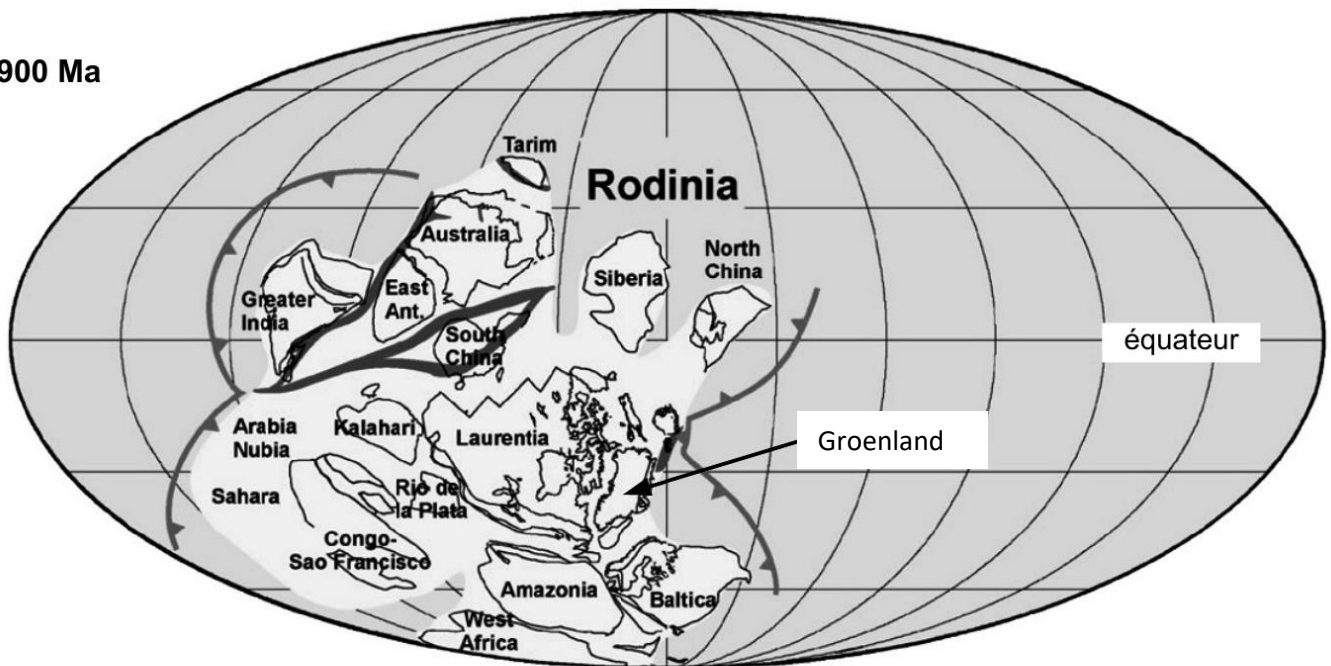 900 Ma
Tarim
Rodinia
Australia
North
China
Siberia
Greater
India
East
Ant.
South
China
équateur
Arabia
Nubia
Kalahari
Laurentia
Groenland
Sahara
Rio de
la Plata
Congo-
Sao Francisco
Amazonia
Baltica
West
Africa